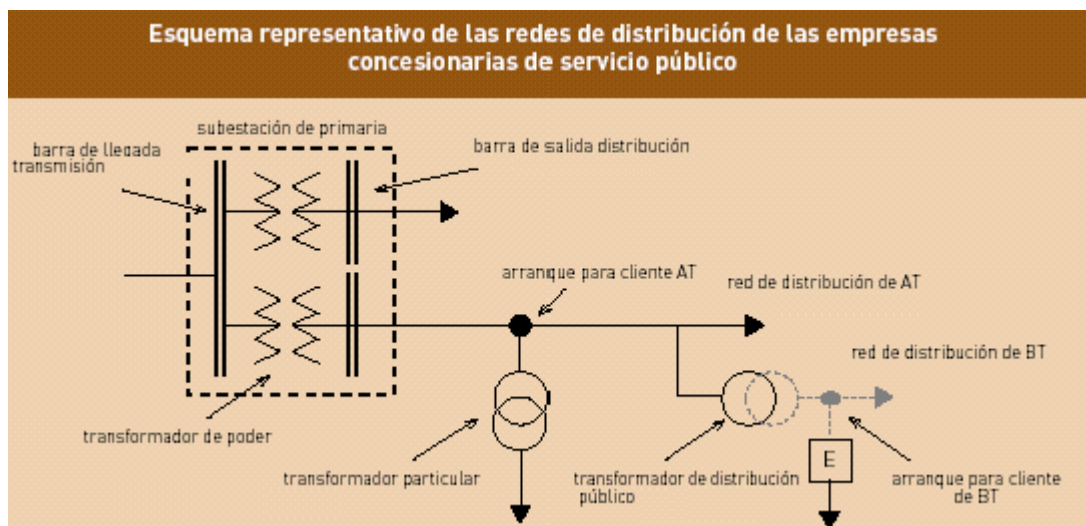 Esquema representativo de las redes de distribución de las empresas
concesionarias de servicio público
subestación de primaria
barra de llegada
transmisión
barra de salida distribución
arranque para cliente AT
red de distribución de AT
red de distribución de BT
transformador de poder
transformador particular
transformador de distribución
público
E
arranque para cliente
de BT